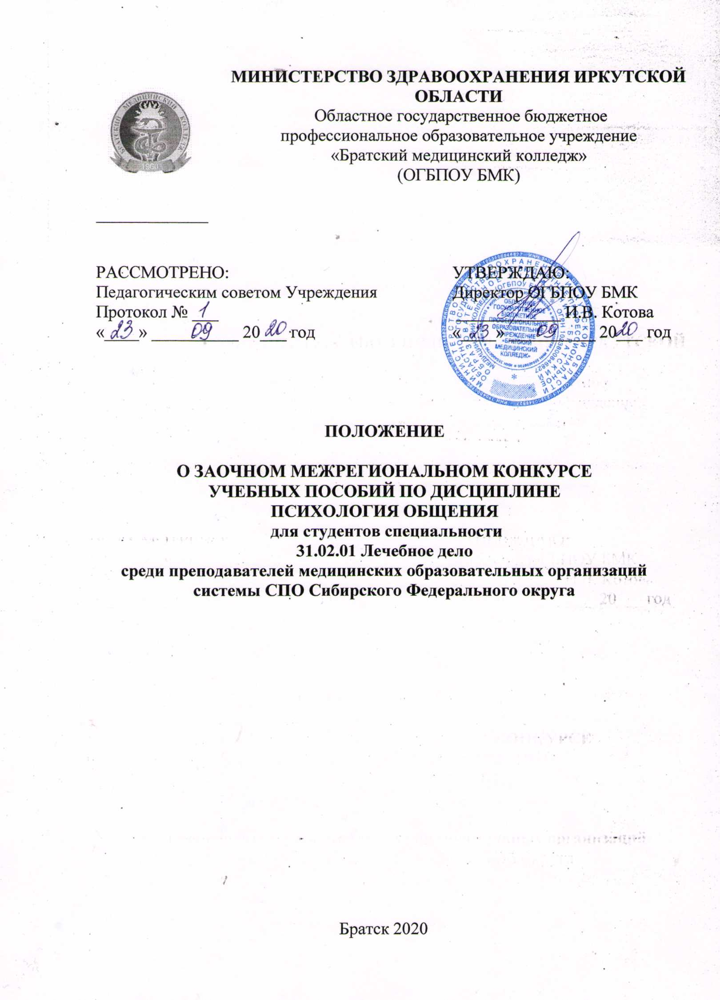 МИНИСТЕРСТВО ЗДРАВООХРАНЕНИЯ ИРКУТСКОЙ
ОБЛАСТИ
Областное государственное бюджетное
профессиональное образовательное учреждение
«Братский медицинский колледж»
(ОГБПОУ БМК)
БРАТСКИЙ МЕДИЦИНСКИЙ КОЛЛЕДЖ
1960
РАССМОТРЕНО:
Педагогическим советом Учреждения
Протокол № 1
«23» 09 2020 год
УТВЕРЖДАЮ:
Директор ОГБПОУ БМК
И.В. Котова
«23» 09 2020 год
ОБЛАСТНОЕ
ГОСУДАРСТВЕННОЕ
БЮДЖЕТНОЕ
ПРОФЕССИОНАЛЬНОЕ
ОБРАЗОВАТЕЛЬНОЕ
УЧРЕЖДЕНИЕ
«БРАТСКИЙ
МЕДИЦИНСКИЙ
КОЛЛЕДЖ»
МИНИСТЕРСТВО ЗДРАВООХРАНЕНИЯ ИРКУТСКОЙ ОБЛАСТИ
ПОЛОЖЕНИЕ
О ЗАОЧНОМ МЕЖРЕГИОНАЛЬНОМ КОНКУРСЕ
УЧЕБНЫХ ПОСОБИЙ ПО ДИСЦИПЛИНЕ
ПСИХОЛОГИЯ ОБЩЕНИЯ
для студентов специальности
31.02.01 Лечебное дело
среди преподавателей медицинских образовательных организаций
системы СПО Сибирского Федерального округа
Братск 2020